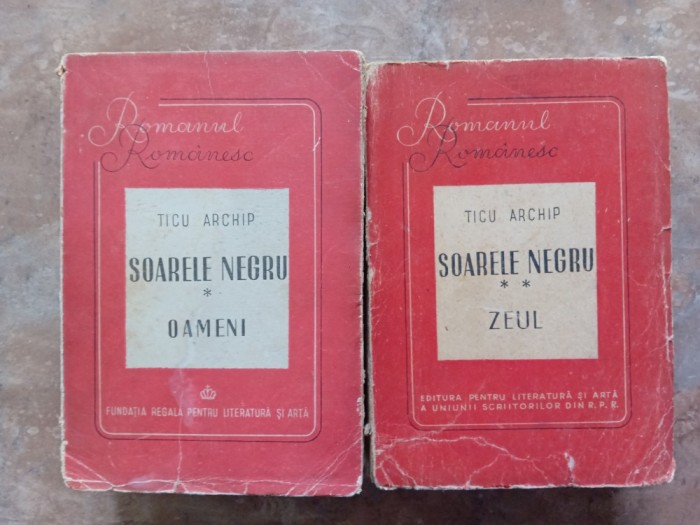 Romanul
Românesc
TICU ARCHIP
SOARELE NEGRU
*
OAMENI
FUNDAȚIA REGALĂ PENTRU LITERATURĂ ȘI ARTĂ
Romanul
Românesc
TICU ARCHIP
SOARELE NEGRU
* *
ZEUL
EDITURA PENTRU LITERATURĂ ȘI ARTĂ
A UNIUNII SCRIITORILOR DIN R.P.R.